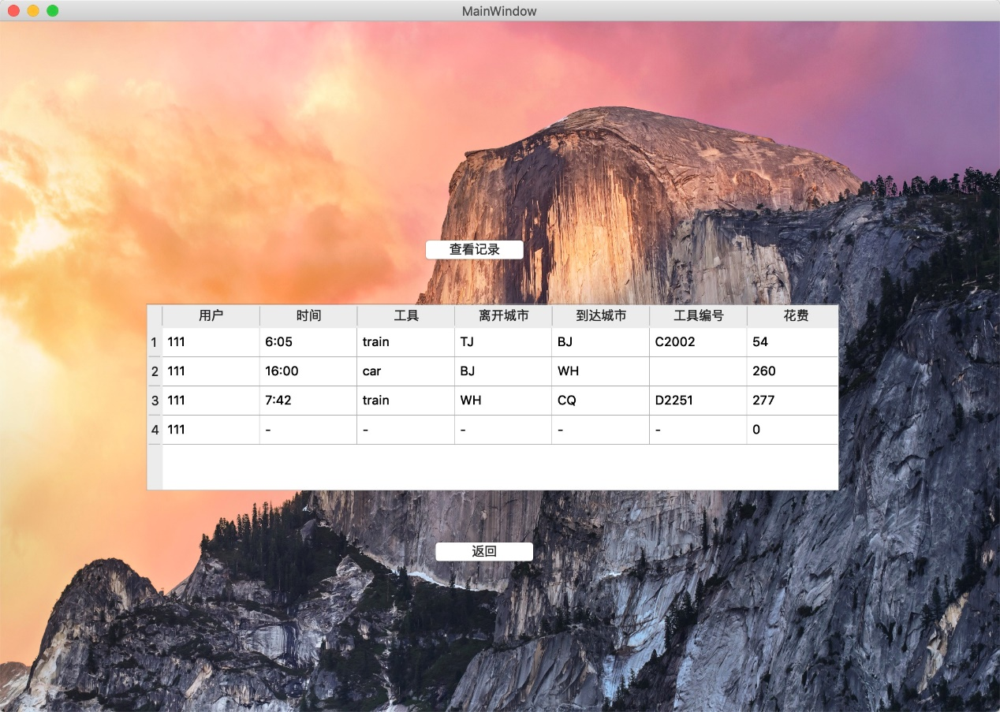 MainWindow
查看记录
用户 时间 工具 离开城市 到达城市 工具编号 花费
1 111 6:05 train TJ BJ C2002 54
2 111 16:00 car BJ WH 260
3 111 7:42 train WH CQ D2251 277
4 111 - - - - - 0
返回